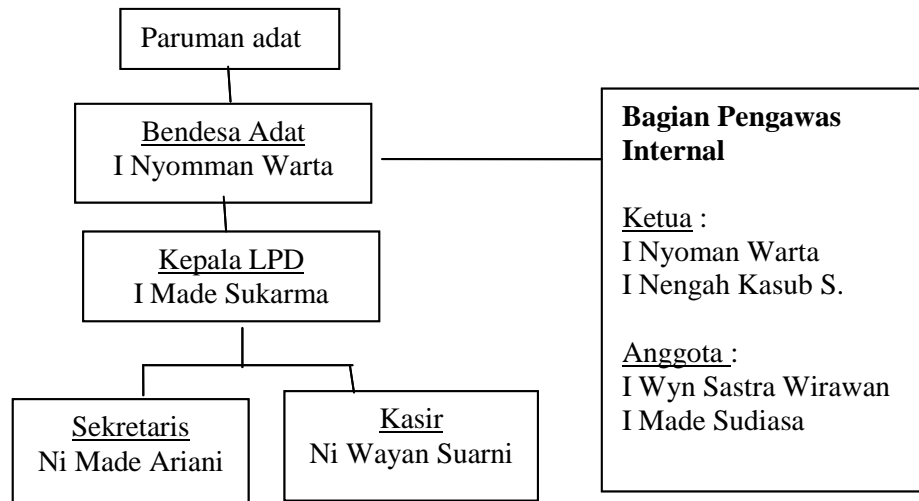 Paruman adat
Bendesa Adat
I Nyomman Warta
Kepala LPD
I Made Sukarma
Sekretaris
Ni Made Ariani
Kasir
Ni Wayan Suarni
Bagian Pengawas
Internal
Ketua :
I Nyoman Warta
I Nengah Kasub S.
Anggota :
I Wyn Sastra Wirawan
I Made Sudiasa